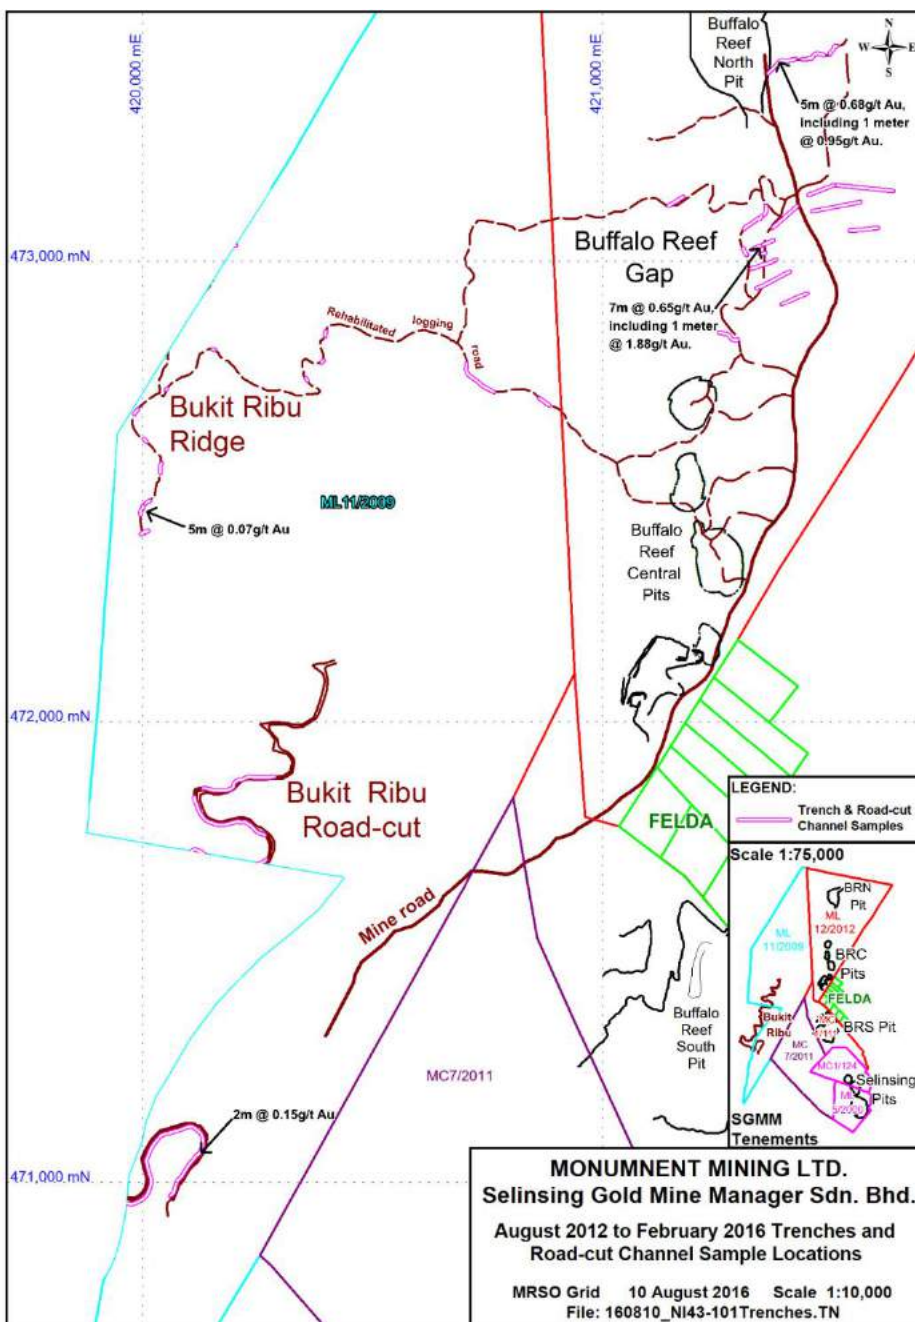 420,000 mE
421,000 mE
Buffalo
Reef
North
Pit
N
W
E
S
5m @ 0.68g/t Au,
including 1 meter
@ 0.95g/t Au.
473,000 mN
Buffalo Reef
Gap
7m @ 0.65g/t Au,
including 1 meter
@ 1.88g/t Au.
Rehabilitated logging road
Bukit Ribu
Ridge
ML11/2009
5m @ 0.07g/t Au
Buffalo
Reef
Central
Pits
472,000 mN
Bukit Ribu
Road-cut
FELDA
Mine road
LEGEND:
Trench & Road-cut
Channel Samples
Scale 1:75,000
BRN
Pit
ML
12/2012
ML
11/2009
BRC
Pits
FELDA
Bukit
Ribu
MC
BRS Pit
MC
7/2011
MC1/124
Selinsing
Pits
ML
SGMM
Tenements
Buffalo
Reef
South
Pit
MC7/2011
2m @ 0.15g/t Au
471,000 mN
MONUMNENT MINING LTD.
Selinsing Gold Mine Manager Sdn. Bhd.
August 2012 to February 2016 Trenches and
Road-cut Channel Sample Locations
MRSO Grid 10 August 2016 Scale 1:10,000
File: 160810_NI43-101Trenches.TN